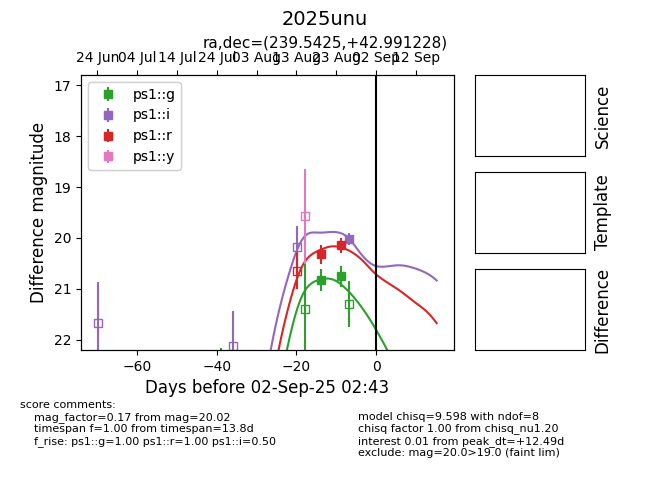 2025unu
ra,dec=(239.5425,+42.991228)
24 Jun 04 Jul 14 Jul 24 Jul 03 Aug 13 Aug 23 Aug 02 Sep 12 Sep
17
18
19
20
21
22
Difference magnitude
ps1::g
ps1::i
ps1::r
ps1::y
−60 −40 −20 0
Days before 02-Sep-25 02:43
Science
Template
Difference
score comments:
mag_factor=0.17 from mag=20.02
timespan f=1.00 from timespan=13.8d
f_rise: ps1::g=1.00 ps1::r=1.00 ps1::i=0.50
model chisq=9.598 with ndof=8
chisq factor 1.00 from chisq_nu1.20
interest 0.01 from peak_dt=+12.49d
exclude: mag=20.0>19.0 (faint lim)